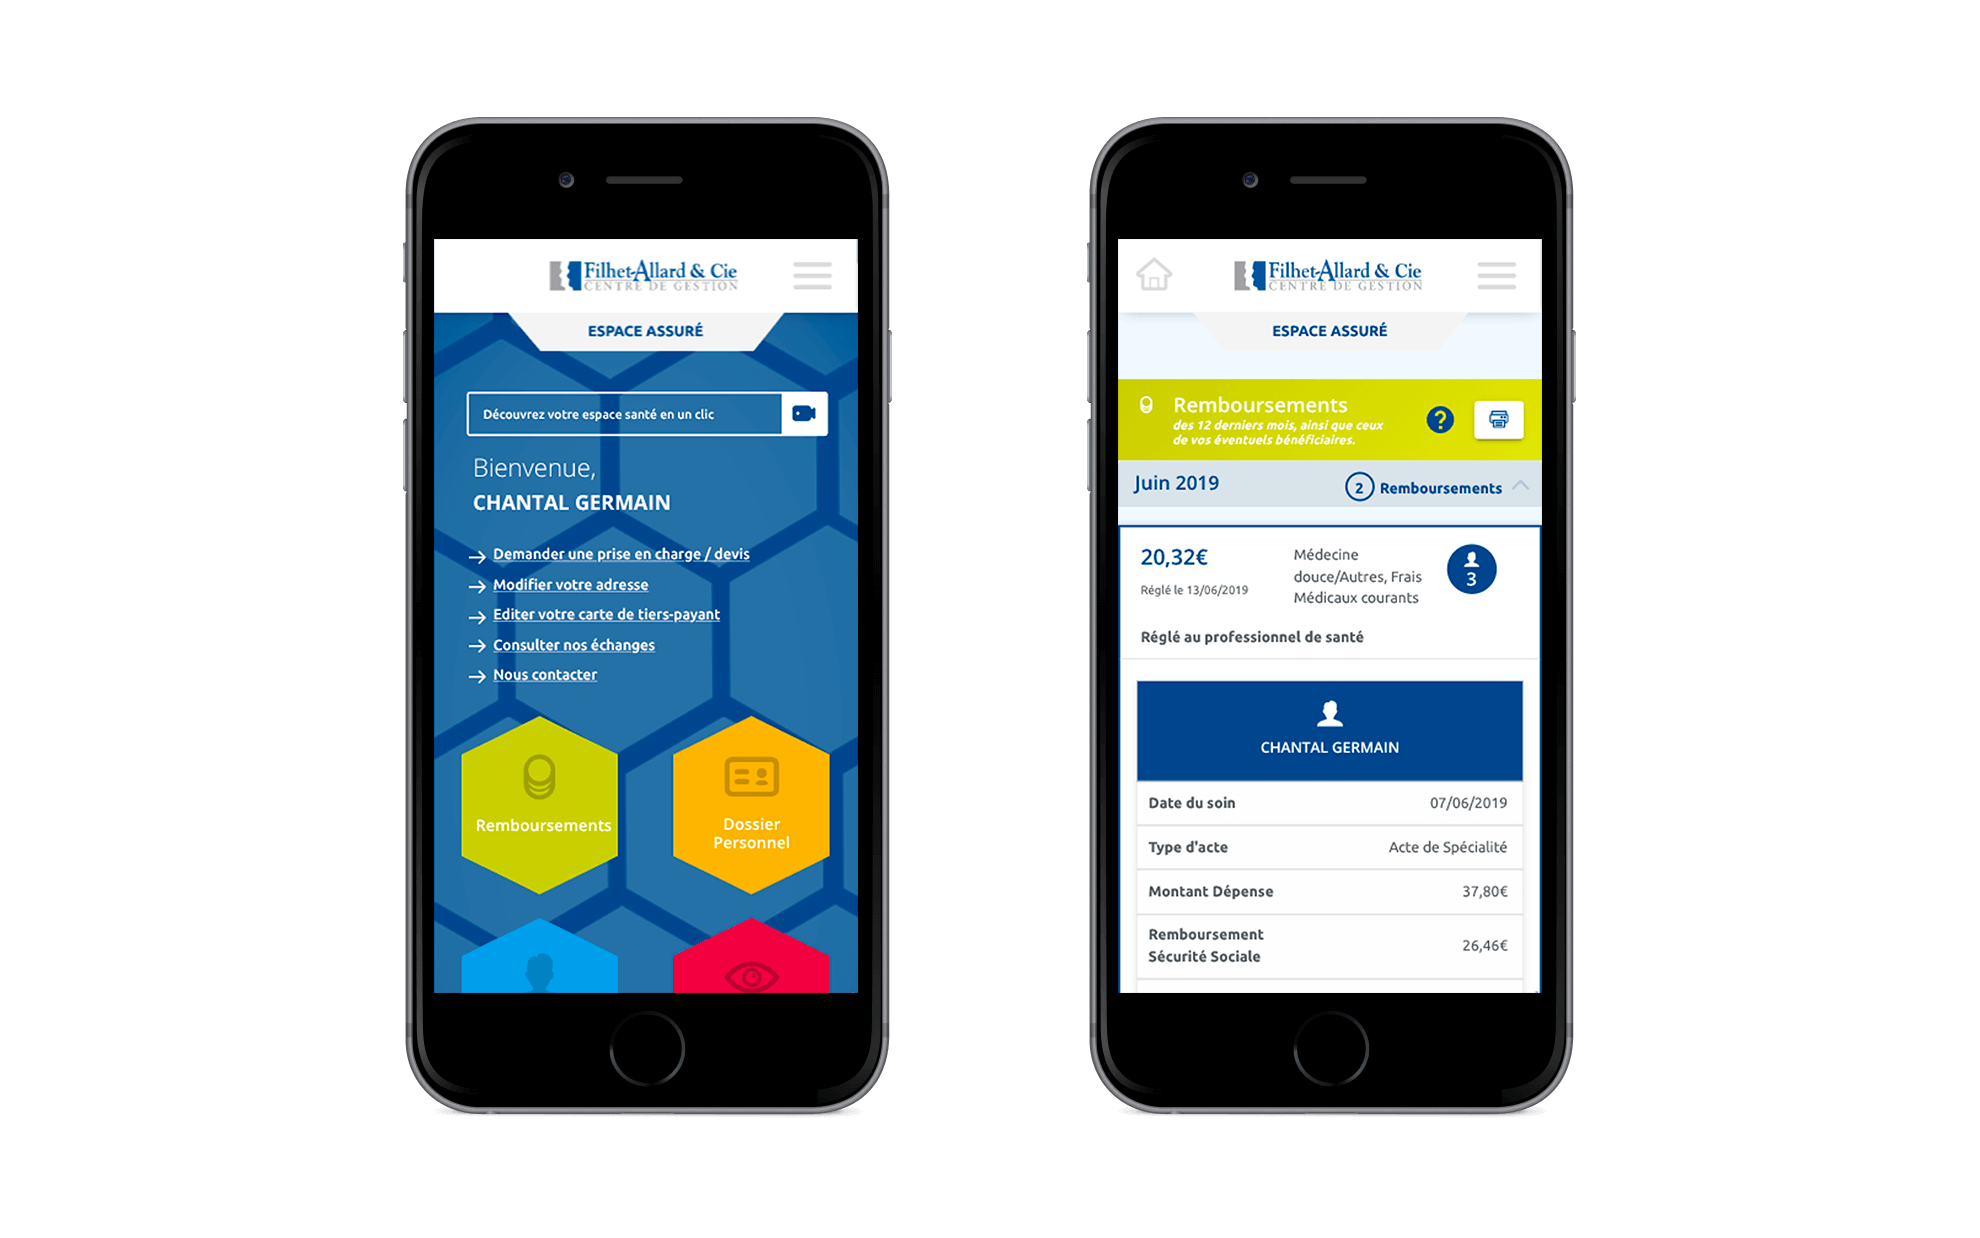 Filhet-Allard & Cie
CENTRE DE GESTION
ESPACE ASSURÉ
Découvrez votre espace santé en un clic
Bienvenue,
CHANTAL GERMAIN
Demander une prise en charge / devis
Modifier votre adresse
Editer votre carte de tiers-payant
Consulter nos échanges
Nous contacter
Remboursements
Dossier
Personnel
Filhet-Allard & Cie
CENTRE DE GESTION
ESPACE ASSURÉ
Remboursements
des 12 derniers mois, ainsi que ceux
de vos éventuels bénéficiaires.
?
Juin 2019
2 Remboursements
20,32€
Réglé le 13/06/2019
Médecine
douce/Autres, Frais
Médicaux courants
3
Réglé au professionnel de santé
CHANTAL GERMAIN
Date du soin 07/06/2019
Type d'acte Acte de Spécialité
Montant Dépense 37,80€
Remboursement
Sécurité Sociale 26,46€